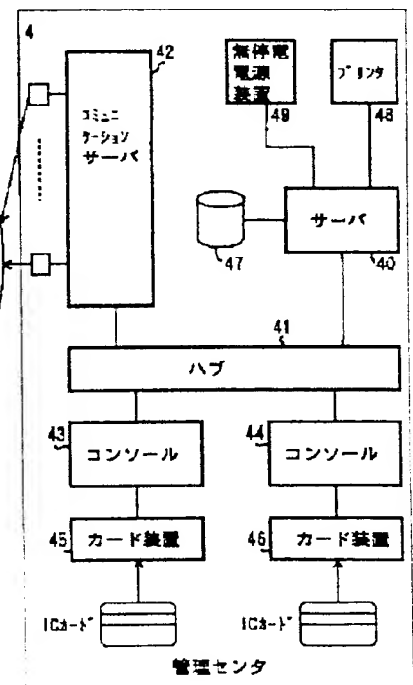 4
42
コミュニ
ケーション
サーバ
無停電
電源
装置
49
プリンタ
48
サーバ
40
47
41
ハブ
43
コンソール
44
コンソール
45
カード装置
46
カード装置
ICカード
ICカード
管理センタ